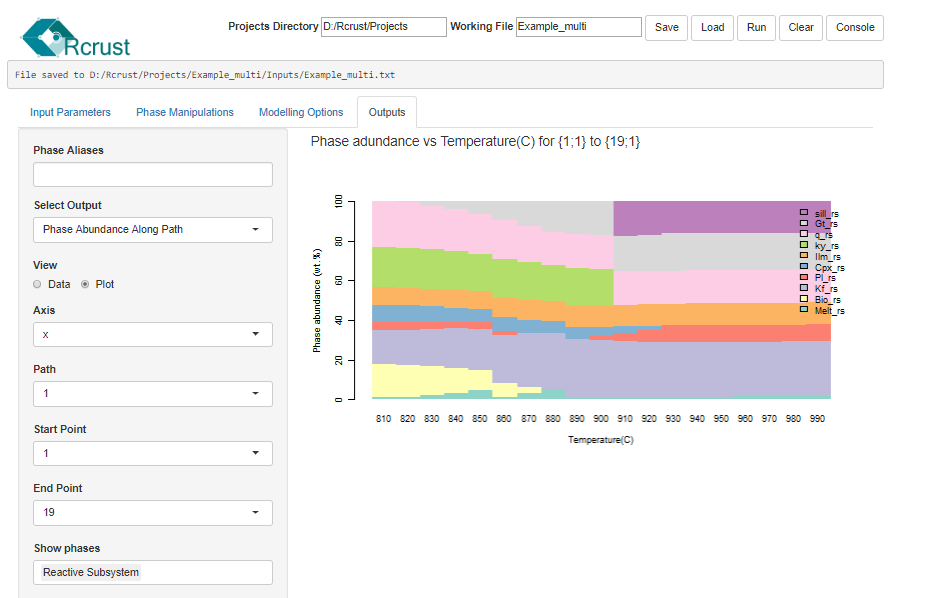 Rcrust
Projects Directory D:/Rcrust/Projects Working File Example_multi Save Load Run Clear Console
File saved to D:/Rcrust/Projects/Example_multi/Inputs/Example_multi.txt
Input Parameters Phase Manipulations Modelling Options Outputs
Phase Aliases
Select Output
Phase Abundance Along Path
View
Data Plot
Axis
x
Path
1
Start Point
1
End Point
19
Show phases
Reactive Subsystem
Phase adundance vs Temperature(C) for {1;1} to {19;1}
Phase abundance (wt.%)
100
80
60
40
20
0
sill_rs
Gt_rs
q_rs
ky_rs
Ilm_rs
Cpx_rs
Pl_rs
Kf_rs
Bio_rs
Melt_rs
810 820 830 840 850 860 870 880 890 900 910 920 930 940 950 960 970 980 990
Temperature(C)